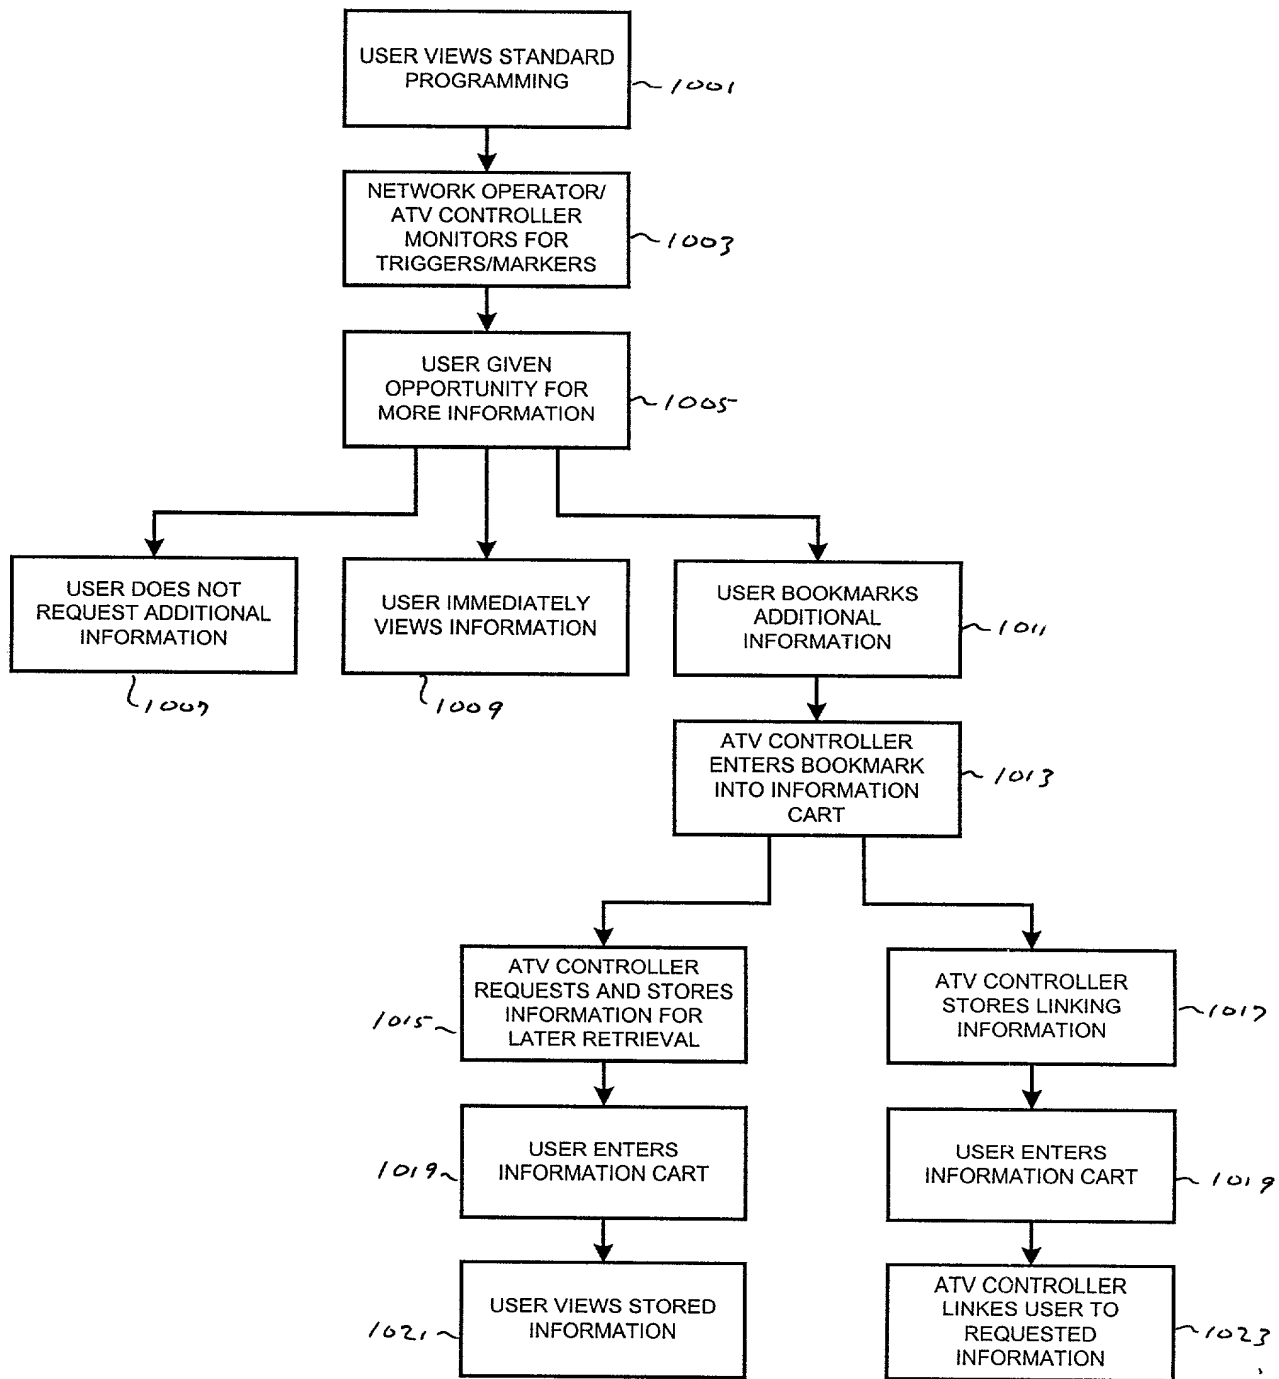 USER VIEWS STANDARD
PROGRAMMING
1001
NETWORK OPERATOR/
ATV CONTROLLER
MONITORS FOR
TRIGGERS/MARKERS
1003
USER GIVEN
OPPORTUNITY FOR
MORE INFORMATION
1005
USER DOES NOT
REQUEST ADDITIONAL
INFORMATION
1007
USER IMMEDIATELY
VIEWS INFORMATION
1009
USER BOOKMARKS
ADDITIONAL
INFORMATION
1011
ATV CONTROLLER
ENTERS BOOKMARK
INTO INFORMATION
CART
1013
ATV CONTROLLER
REQUESTS AND STORES
INFORMATION FOR
LATER RETRIEVAL
1015
ATV CONTROLLER
STORES LINKING
INFORMATION
1017
USER ENTERS
INFORMATION CART
1019
USER ENTERS
INFORMATION CART
1019
USER VIEWS STORED
INFORMATION
1021
ATV CONTROLLER
LINKES USER TO
REQUESTED
INFORMATION
1023